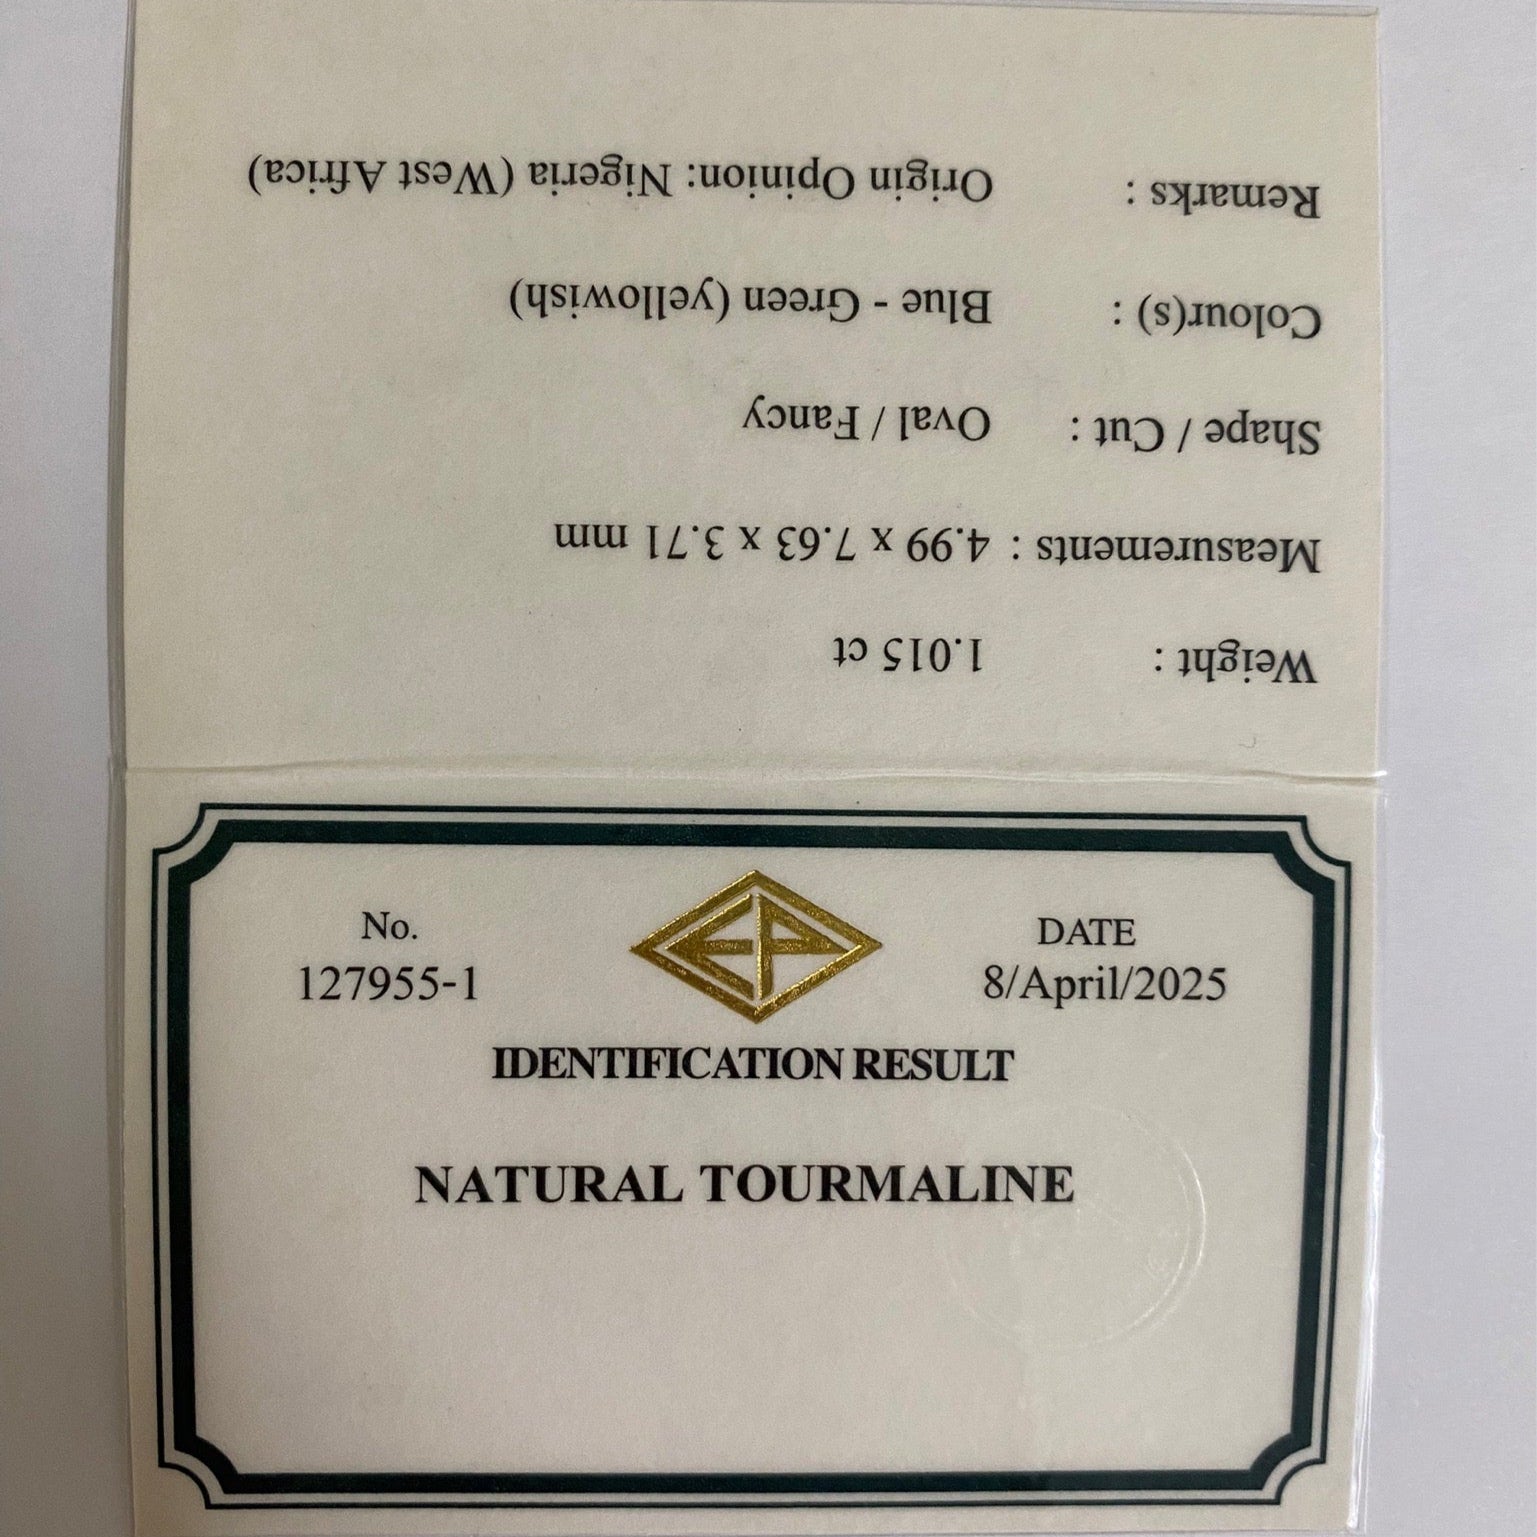 No.
127955-1
EP
DATE
8/April/2025
IDENTIFICATION RESULT
NATURAL TOURMALINE
Weight : 1.015 ct
Measurements : 4.99 x 7.63 x 3.71 mm
Shape / Cut : Oval / Fancy
Colour(s) : Blue - Green (yellowish)
Remarks : Origin Opinion: Nigeria (West Africa)